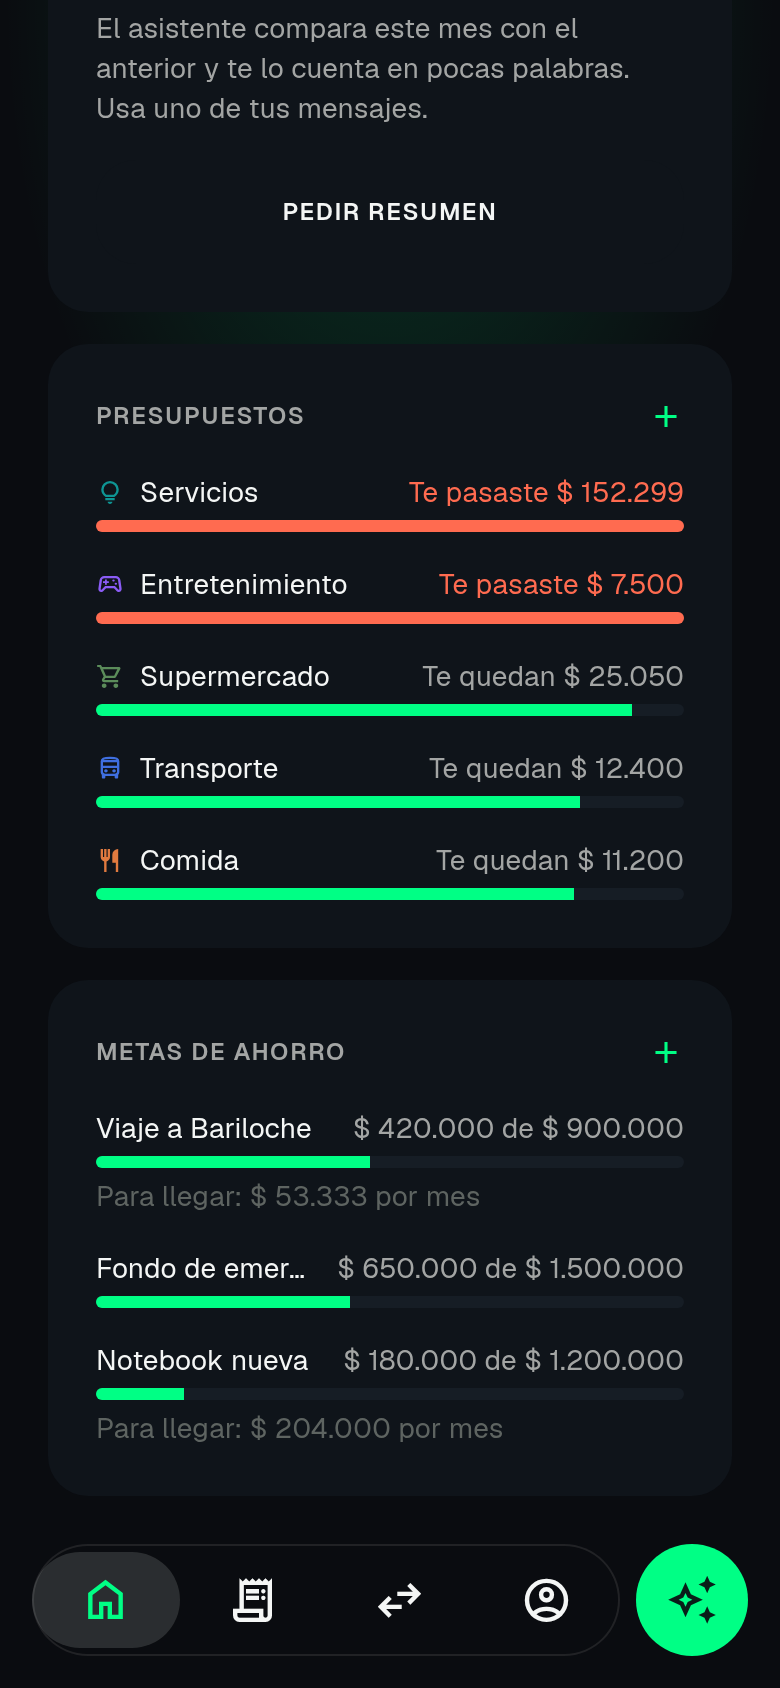 El asistente compara este mes con el
anterior y te lo cuenta en pocas palabras.
Usa uno de tus mensajes.
PEDIR RESUMEN
PRESUPUESTOS
Servicios Te pasaste $ 152.299
Entretenimiento Te pasaste $ 7.500
Supermercado Te quedan $ 25.050
Transporte Te quedan $ 12.400
Comida Te quedan $ 11.200
METAS DE AHORRO
Viaje a Bariloche $ 420.000 de $ 900.000
Para llegar: $ 53.333 por mes
Fondo de emer... $ 650.000 de $ 1.500.000
Notebook nueva $ 180.000 de $ 1.200.000
Para llegar: $ 204.000 por mes